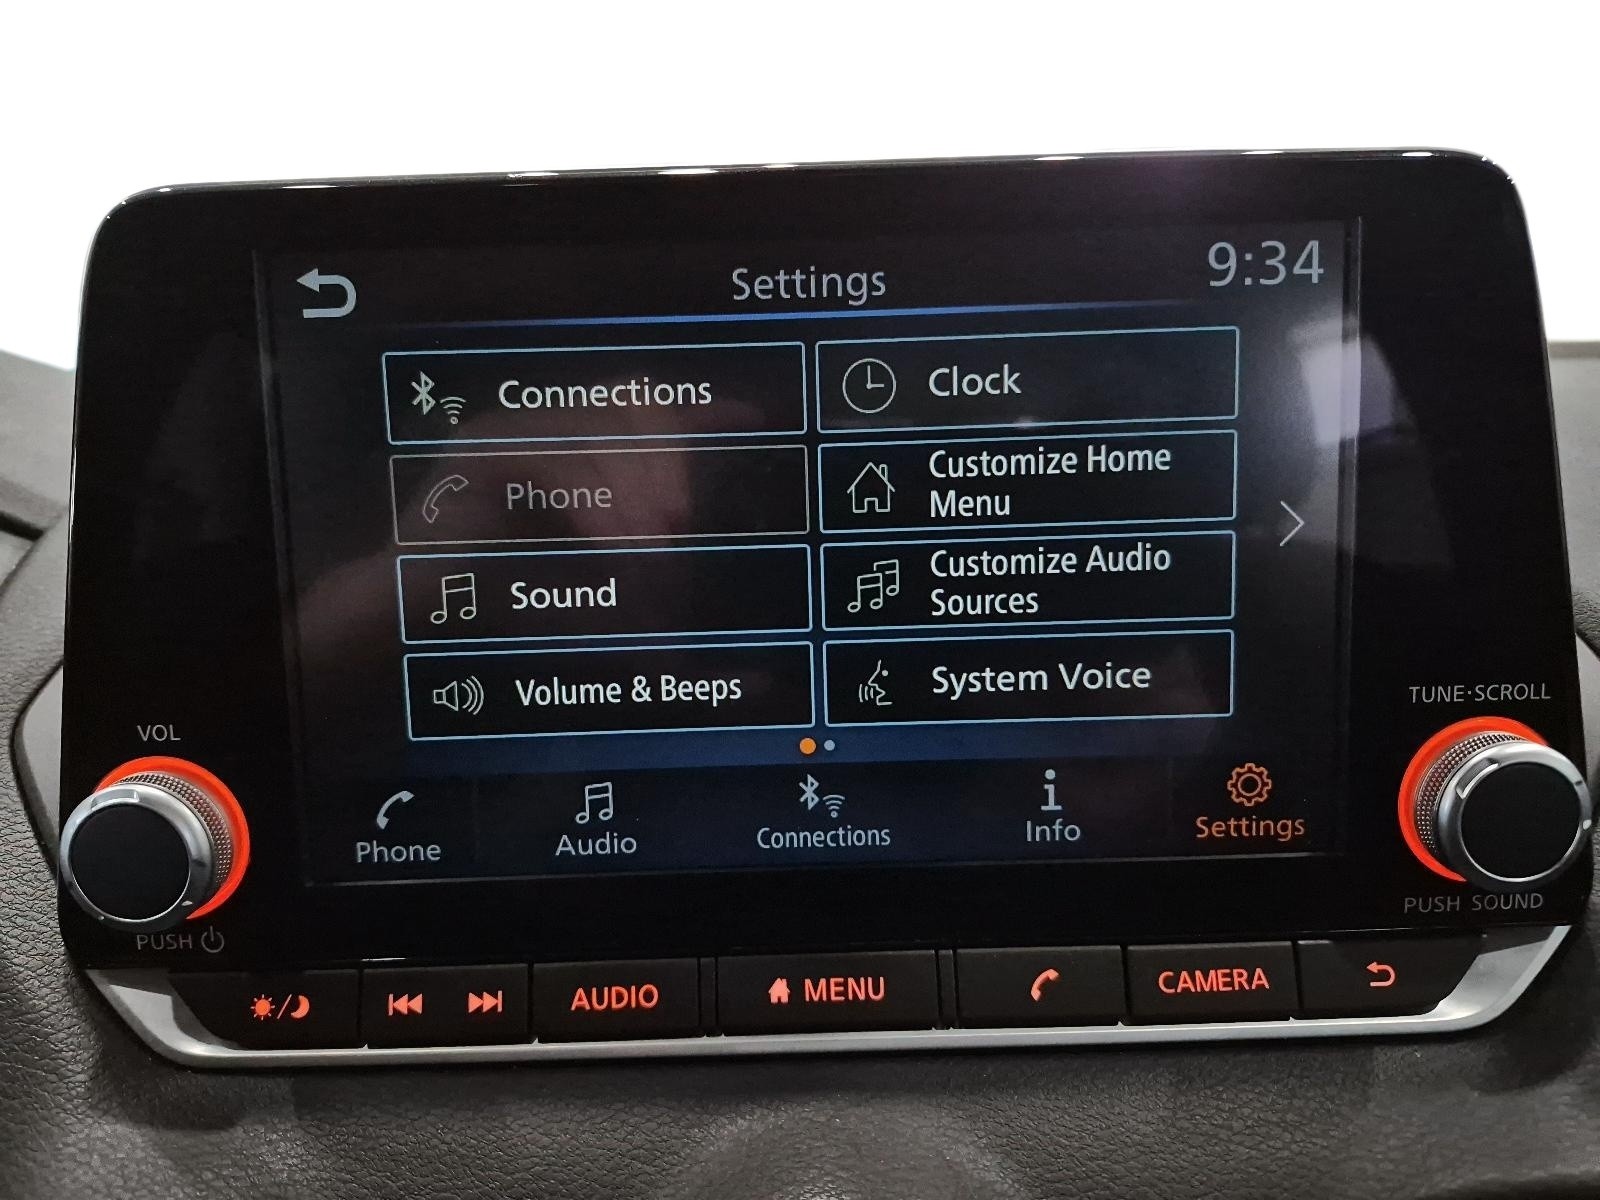 Settings
9:34
Connections
Clock
Phone
Customize Home
Menu
Sound
Customize Audio
Sources
Volume & Beeps
System Voice
VOL
TUNE·SCROLL
Phone
Audio
Connections
Info
Settings
PUSH
PUSH SOUND
AUDIO
MENU
CAMERA